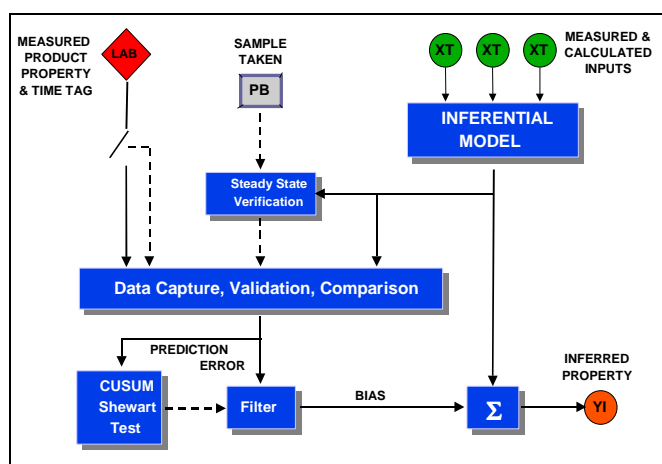 MEASURED
PRODUCT
PROPERTY
& TIME TAG
LAB
SAMPLE
TAKEN
PB
XT
XT
XT
MEASURED &
CALCULATED
INPUTS
INFERENTIAL
MODEL
Steady State
Verification
Data Capture, Validation, Comparison
PREDICTION
ERROR
CUSUM
Shewart
Test
Filter
BIAS
Σ
INFERRED
PROPERTY
YI